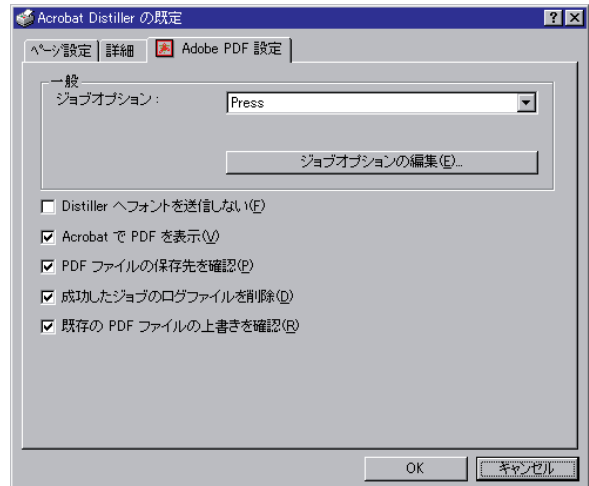 Acrobat Distiller の既定
ページ設定 詳細 Adobe PDF 設定
一般
ジョブオプション : Press
ジョブオプションの編集(E)...
Distiller へフォントを送信しない(F)
Acrobat で PDF を表示(V)
PDF ファイルの保存先を確認(P)
成功したジョブのログファイルを削除(D)
既存の PDF ファイルの上書きを確認(R)
OK キャンセル